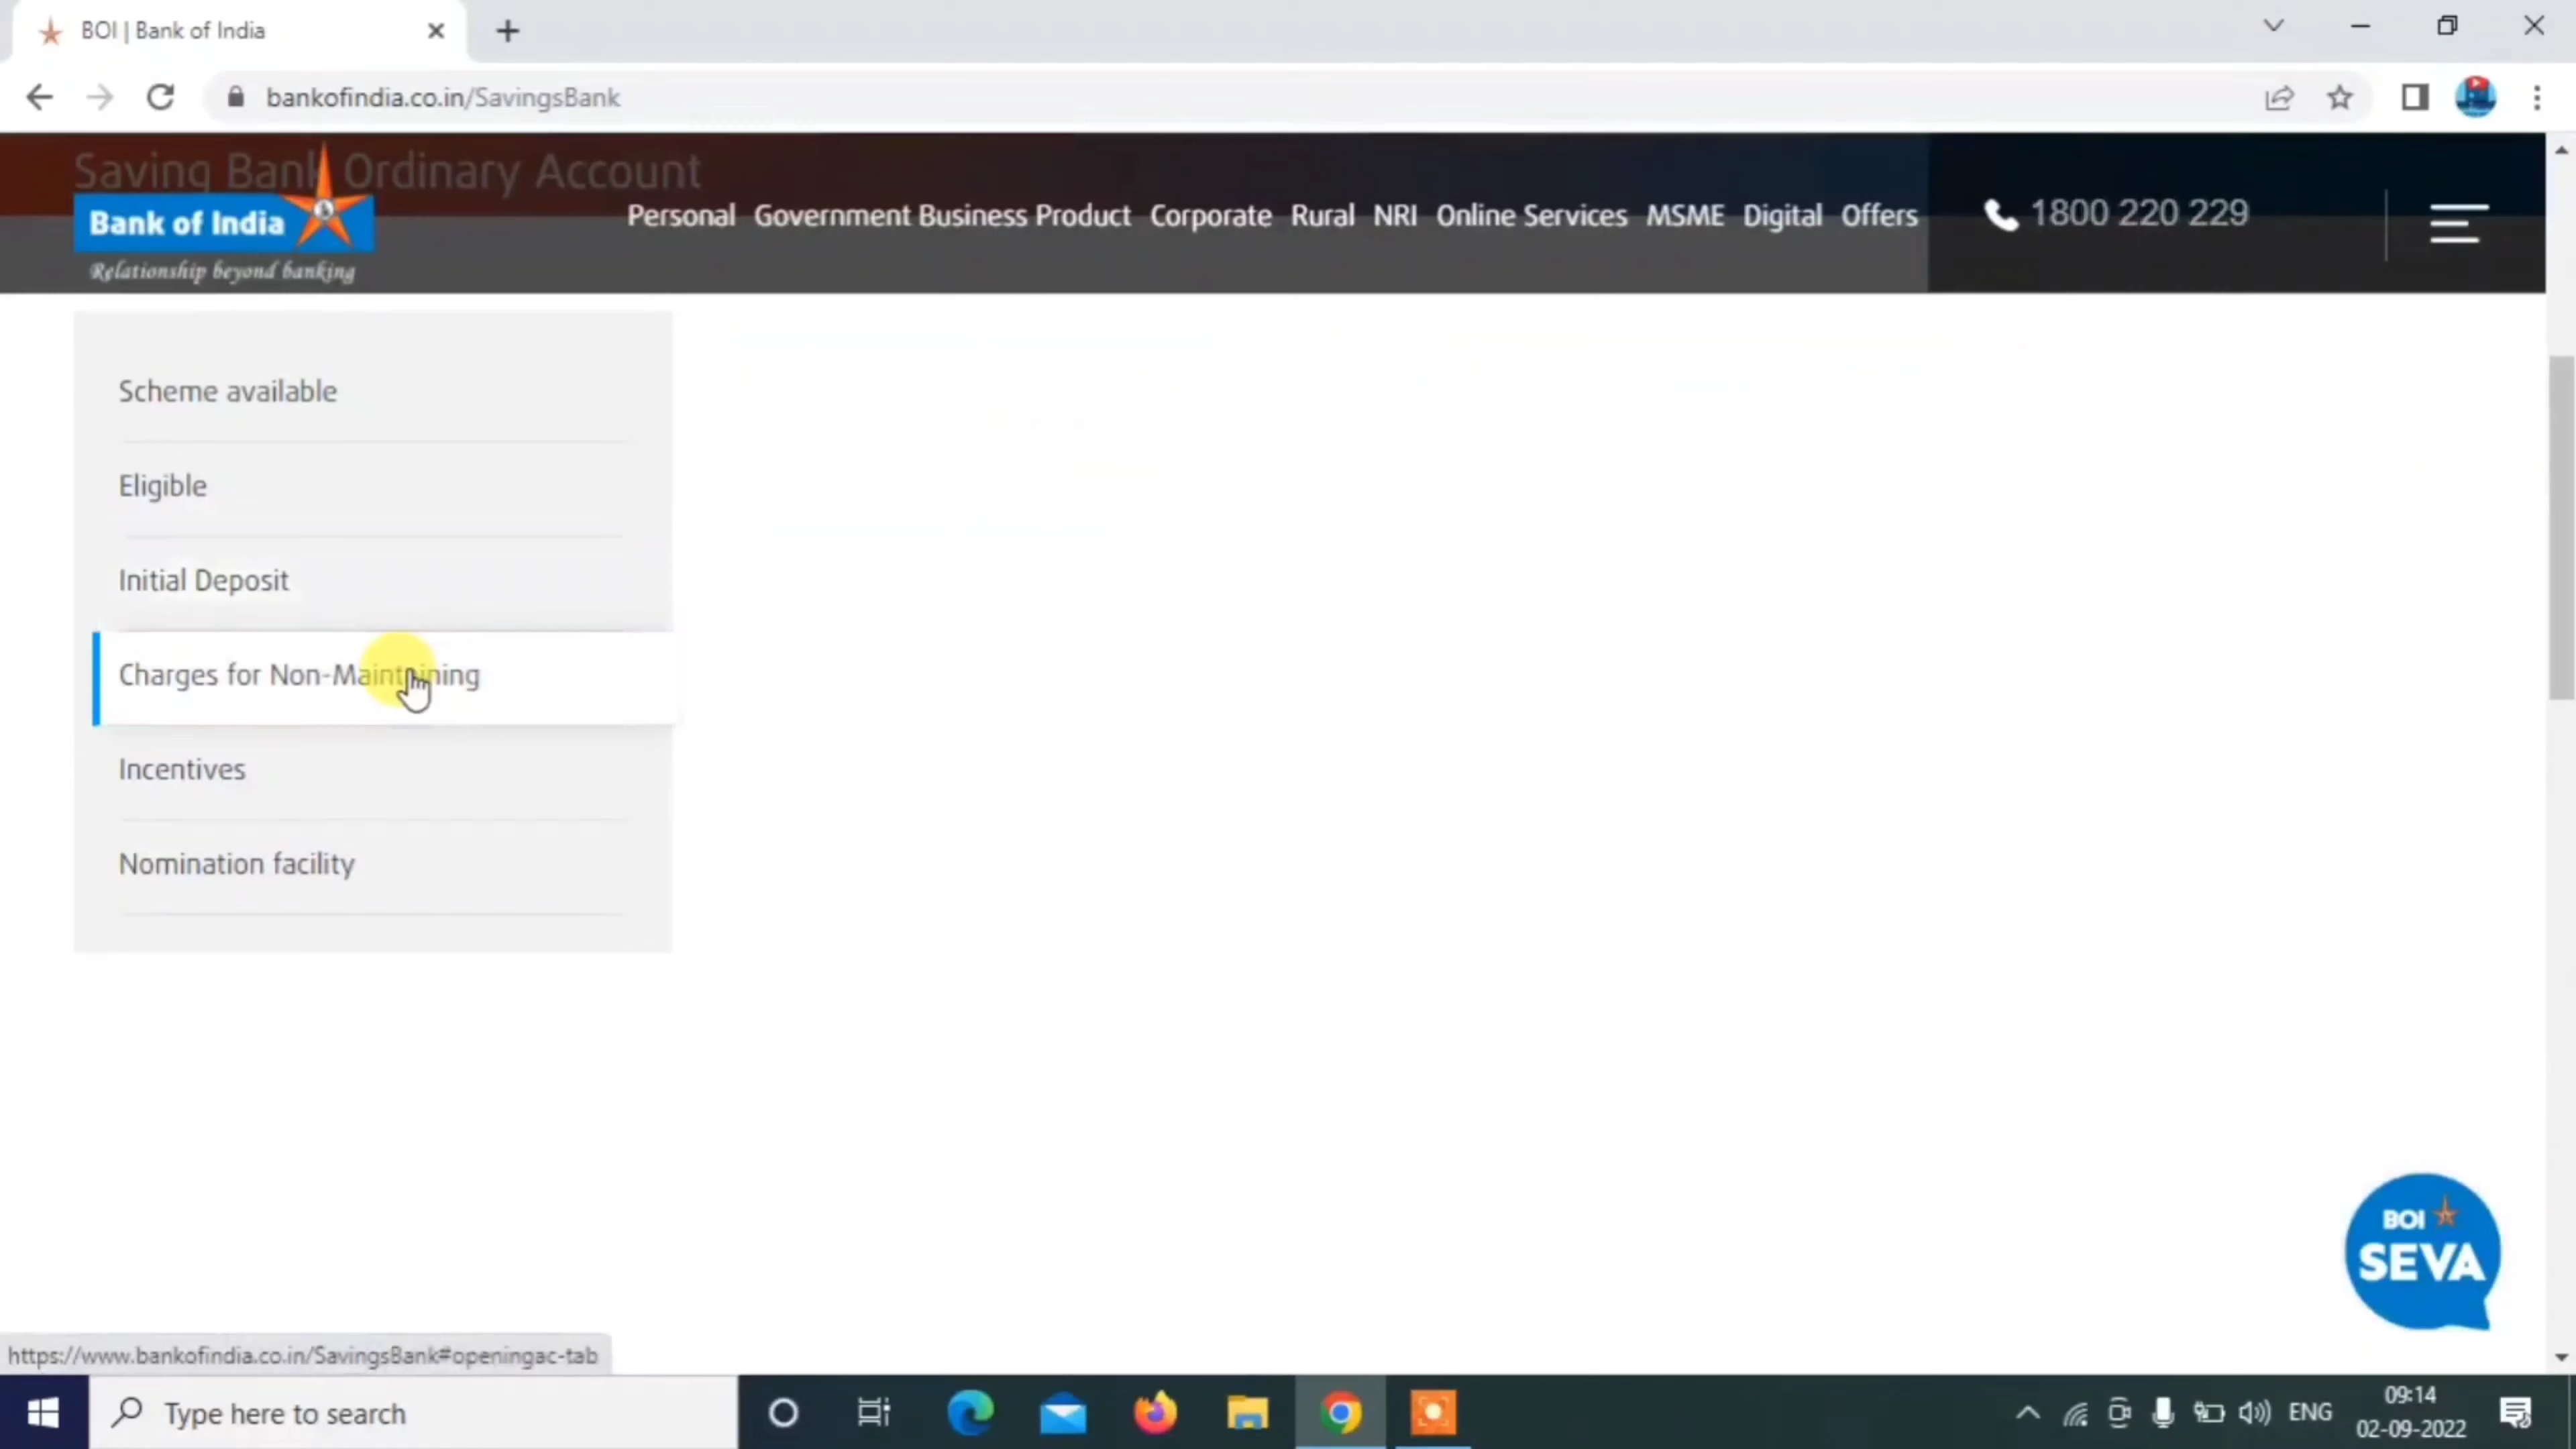 BOI | Bank of India
bankofindia.co.in/SavingsBank
Saving Bank Ordinary Account
Bank of India
Relationship beyond banking
Personal Government Business Product Corporate Rural NRI Online Services MSME Digital Offers
1800 220 229
Scheme available
Eligible
Initial Deposit
Charges for Non-Maintaining
Incentives
Nomination facility
BOI
SEVA
https://www.bankofindia.co.in/SavingsBank#openingac-tab
Type here to search
ENG
09:14
02-09-2022